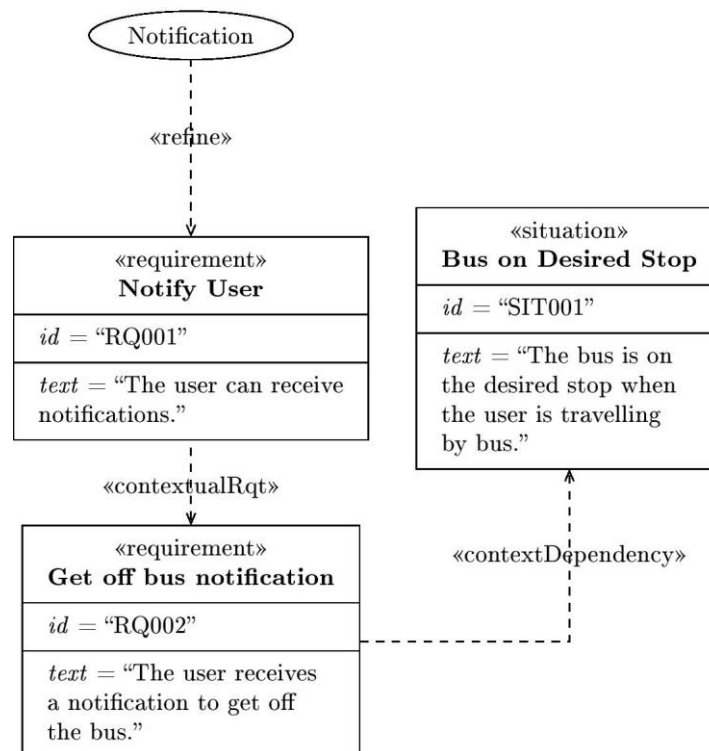 Notification
«refine»
«requirement»
Notify User
id = “RQ001”
text = “The user can receive
notifications.”
«contextualRqt»
«requirement»
Get off bus notification
id = “RQ002”
text = “The user receives
a notification to get off
the bus.”
«situation»
Bus on Desired Stop
id = “SIT001”
text = “The bus is on
the desired stop when
the user is travelling
by bus.”
«contextDependency»